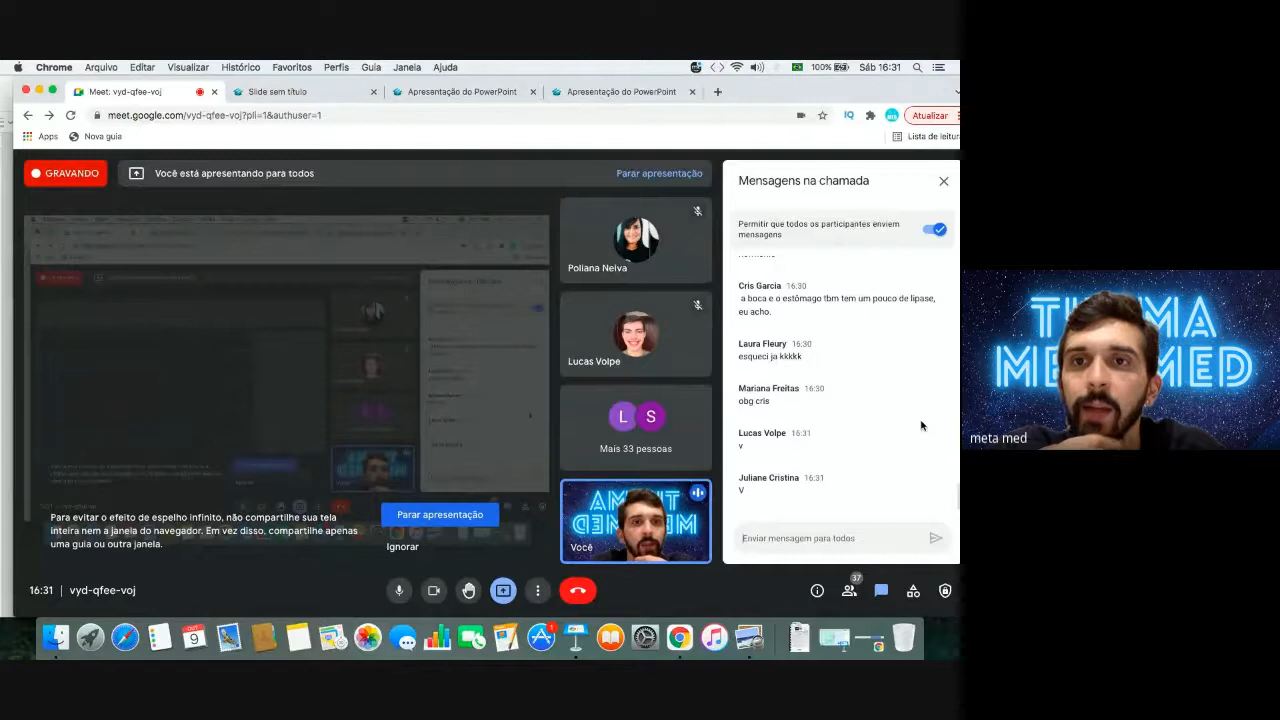 Chrome Arquivo Editar Visualizar Histórico Favoritos Perfis Guia Janela Ajuda 100% Sáb 16:31
Meet: vyd-qfee-voj Slide sem título Apresentação do PowerPoint Apresentação do PowerPoint
meet.google.com/vyd-qfee-voj?pli=1&authuser=1 Atualizar
Apps Nova guia Lista de leitura
GRAVANDO Você está apresentando para todos Parar apresentação
Mensagens na chamada
Permitir que todos os participantes enviem
mensagens
Poliana Neiva
Lucas Volpe
L S
Mais 33 pessoas
Você
Cris Garcia 16:30
a boca e o estômago tbm tem um pouco de lipase,
eu acho.
Laura Fleury 16:30
esqueci ja kkkkk
Mariana Freitas 16:30
obg cris
Lucas Volpe 16:31
v
Juliane Cristina 16:31
V
Enviar mensagem para todos
Para evitar o efeito de espelho infinito, não compartilhe sua tela
inteira nem a janela do navegador. Em vez disso, compartilhe apenas
uma guia ou outra janela.
Parar apresentação
Ignorar
16:31 | vyd-qfee-voj
37
OUT
9
1
meta med